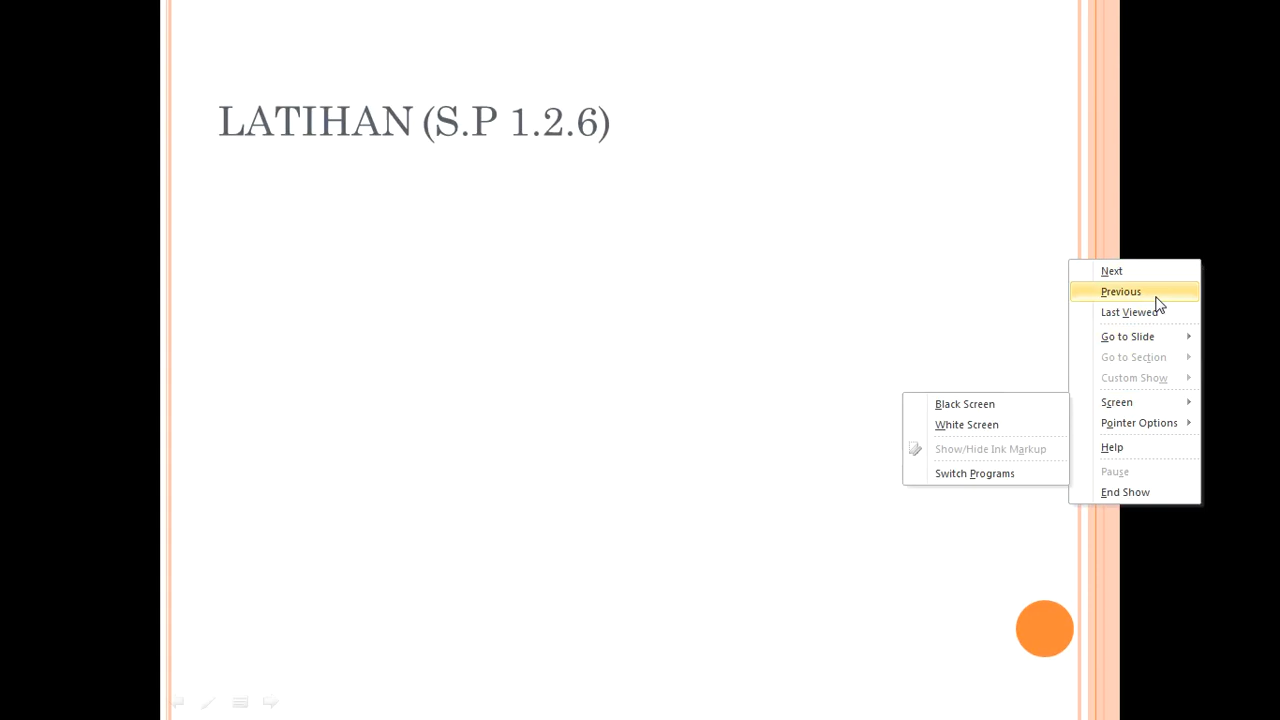 LATIHAN (S.P 1.2.6)
Next
Previous
Last Viewed
Go to Slide
Go to Section
Custom Show
Screen
Pointer Options
Help
Pause
End Show
Black Screen
White Screen
Show/Hide Ink Markup
Switch Programs